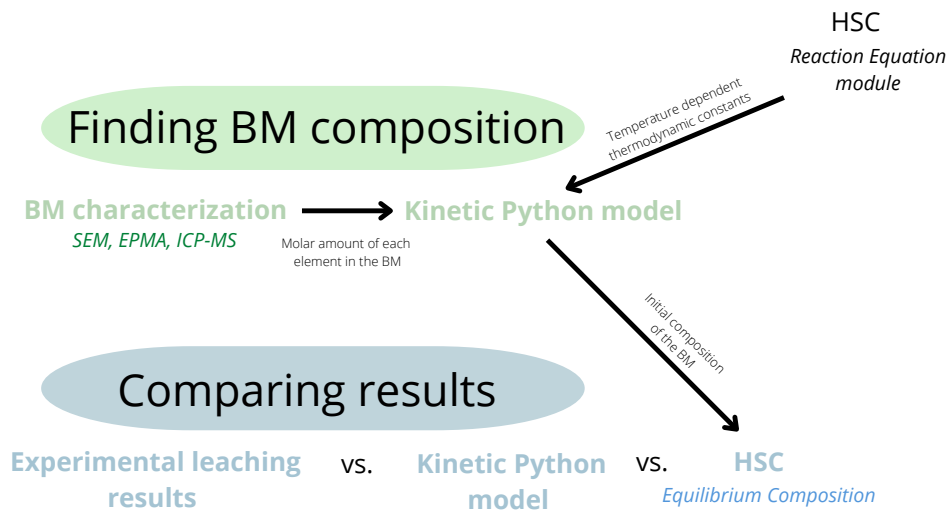 HSC
Reaction Equation
module
Finding BM composition
Temperature dependent
thermodynamic constants
BM characterization
SEM, EPMA, ICP-MS
Molar amount of each
element in the BM
Kinetic Python model
Initial composition
of the BM
Comparing results
Experimental leaching
results
vs.
Kinetic Python
model
vs.
HSC
Equilibrium Composition